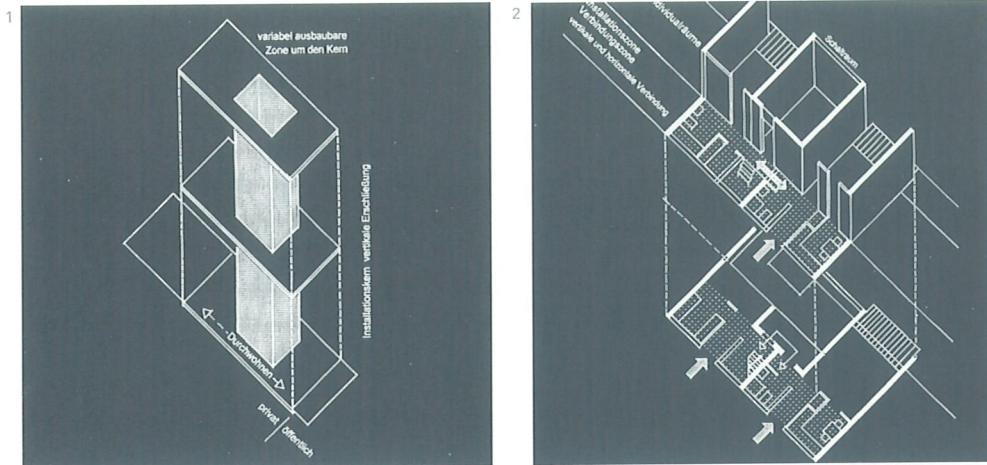 1
variabel ausbaubare
Zone um den Kern
Installationskern vertikale Erschließung
Durchwohnen
privat
öffentlich
2
Individualräume
Installationszone
Verbindungszone
vertikale und horizontale Verbindung
Schaltraum